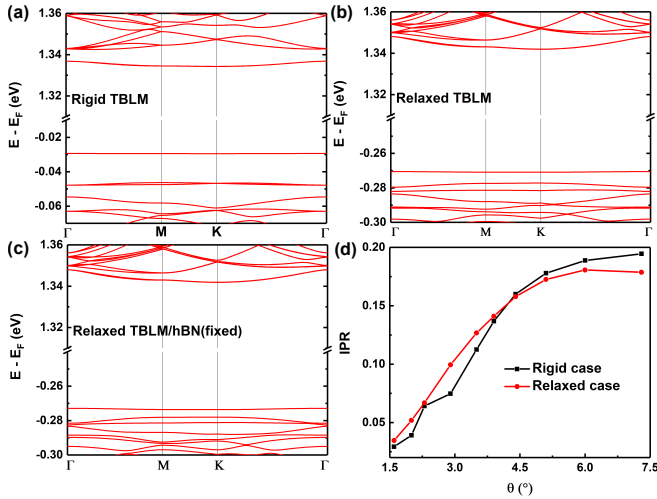 (a)
1.36
1.34
1.32
Rigid TBLM
-0.02
-0.04
-0.06
E - E_F (eV)
Γ M K Γ
(b)
1.36
1.34
1.32
Relaxed TBLM
-0.26
-0.28
-0.30
E - E_F (eV)
Γ M K Γ
(c)
1.36
1.34
1.32
Relaxed TBLM/hBN(fixed)
-0.26
-0.28
-0.30
E - E_F (eV)
Γ M K Γ
(d)
0.20
0.15
0.10
0.05
IPR
Rigid case
Relaxed case
1.5 3.0 4.5 6.0 7.5
θ (°)